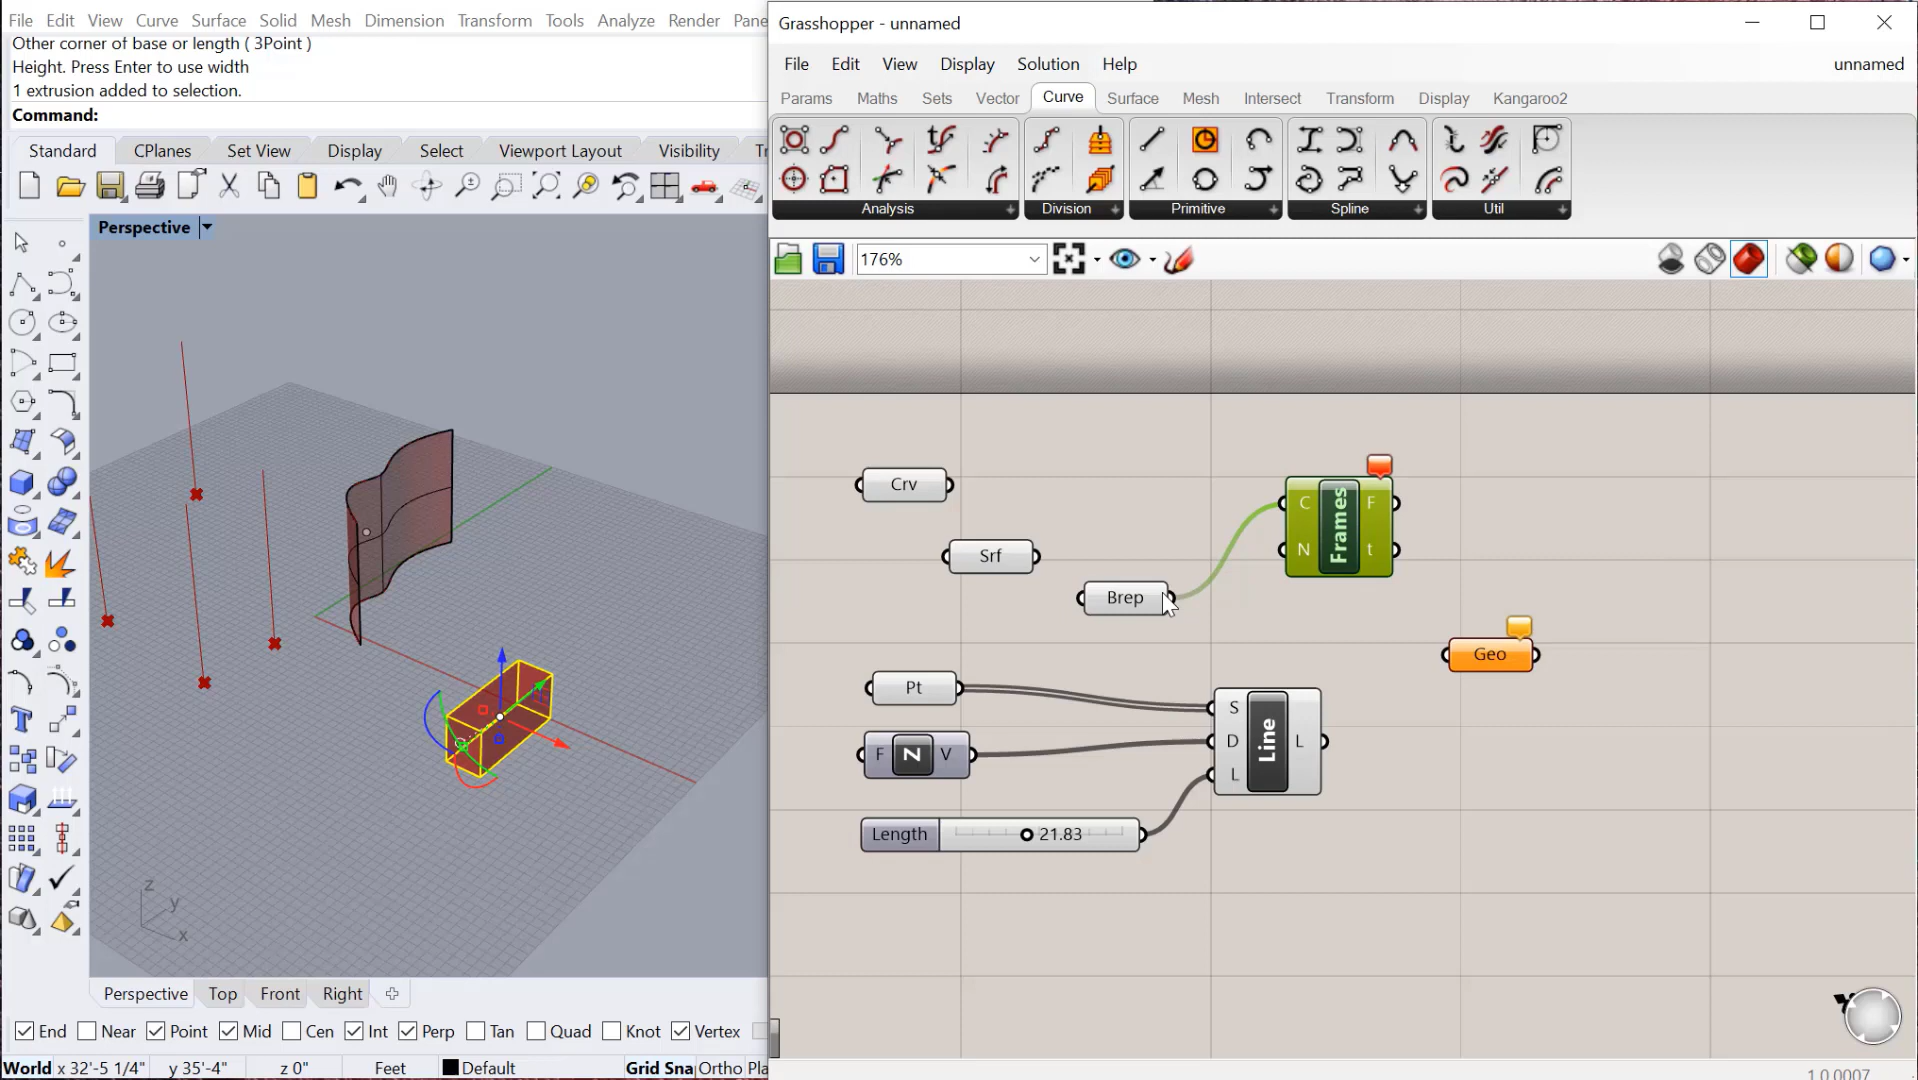 File Edit View Curve Surface Solid Mesh Dimension Transform Tools Analyze Render Pane
Other corner of base or length ( 3Point )
Height. Press Enter to use width
1 extrusion added to selection.
Command:
Standard CPlanes Set View Display Select Viewport Layout Visibility
Perspective
z
y
x
Perspective Top Front Right
End Near Point Mid Cen Int Perp Tan Quad Knot Vertex
World x 32'-5 1/4" y 35'-4" z 0" Feet Default Grid Sna Ortho Pla
Grasshopper - unnamed
File Edit View Display Solution Help unnamed
Params Maths Sets Vector Curve Surface Mesh Intersect Transform Display Kangaroo2
Analysis Division Primitive Spline Util
176%
Crv
C F
Frames
N t
Srf
Brep
Geo
Pt
S
F Z V
D Line L
L
Length 21.83
1.0.0007